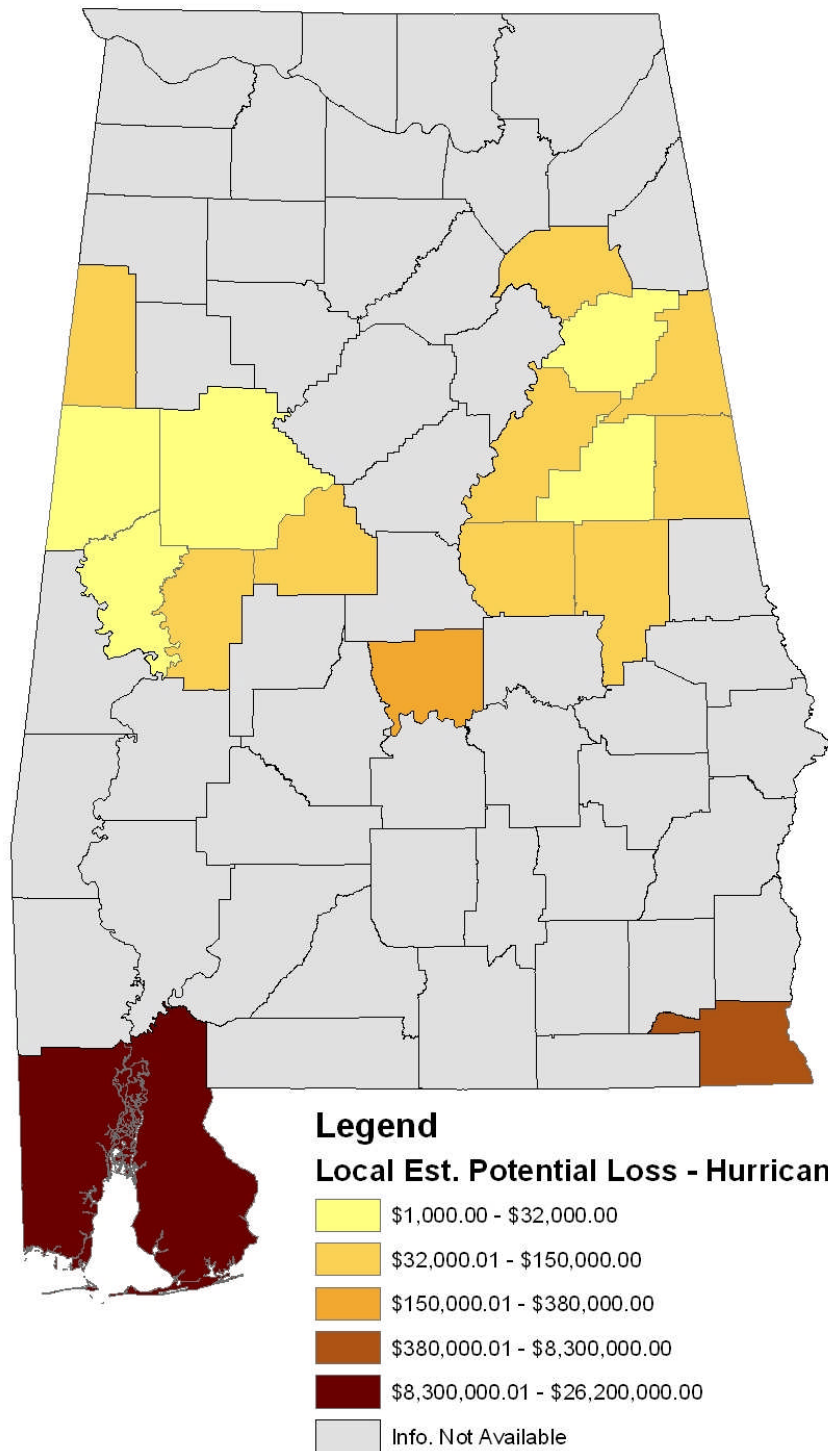 Legend
Local Est. Potential Loss - Hurrican
$1,000.00 - $32,000.00
$32,000.01 - $150,000.00
$150,000.01 - $380,000.00
$380,000.01 - $8,300,000.00
$8,300,000.01 - $26,200,000.00
Info. Not Available